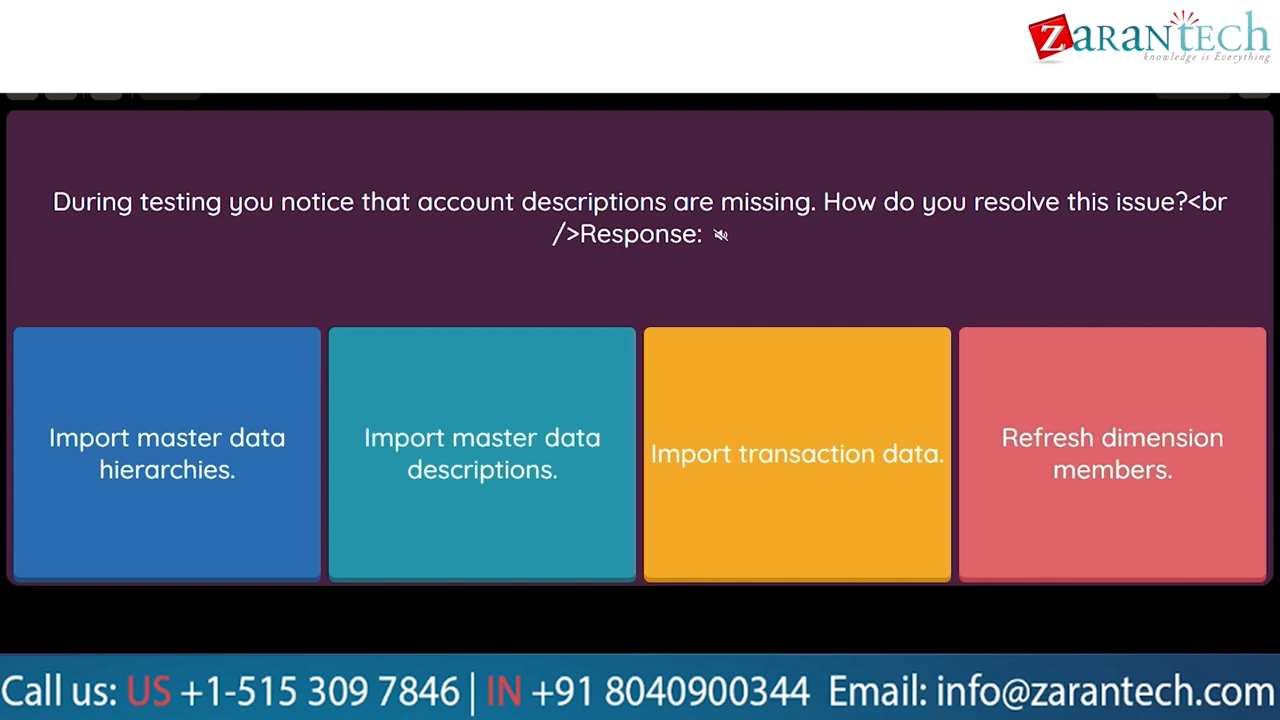 ZARANTECH
knowledge is Everything
During testing you notice that account descriptions are missing. How do you resolve this issue?<br
/>Response:
Import master data
hierarchies.
Import master data
descriptions.
Import transaction data.
Refresh dimension
members.
Call us: US +1-515 309 7846 | IN +91 8040900344 Email: info@zarantech.com